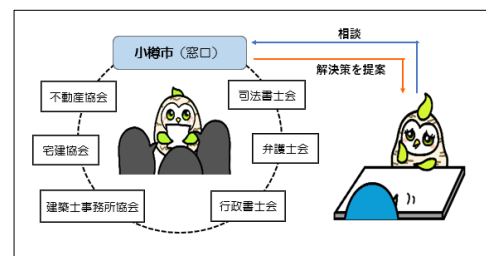 相談
小樽市（窓口）
解決策を提案
不動産協会
司法書士会
宅建協会
弁護士会
建築士事務所協会
行政書士会